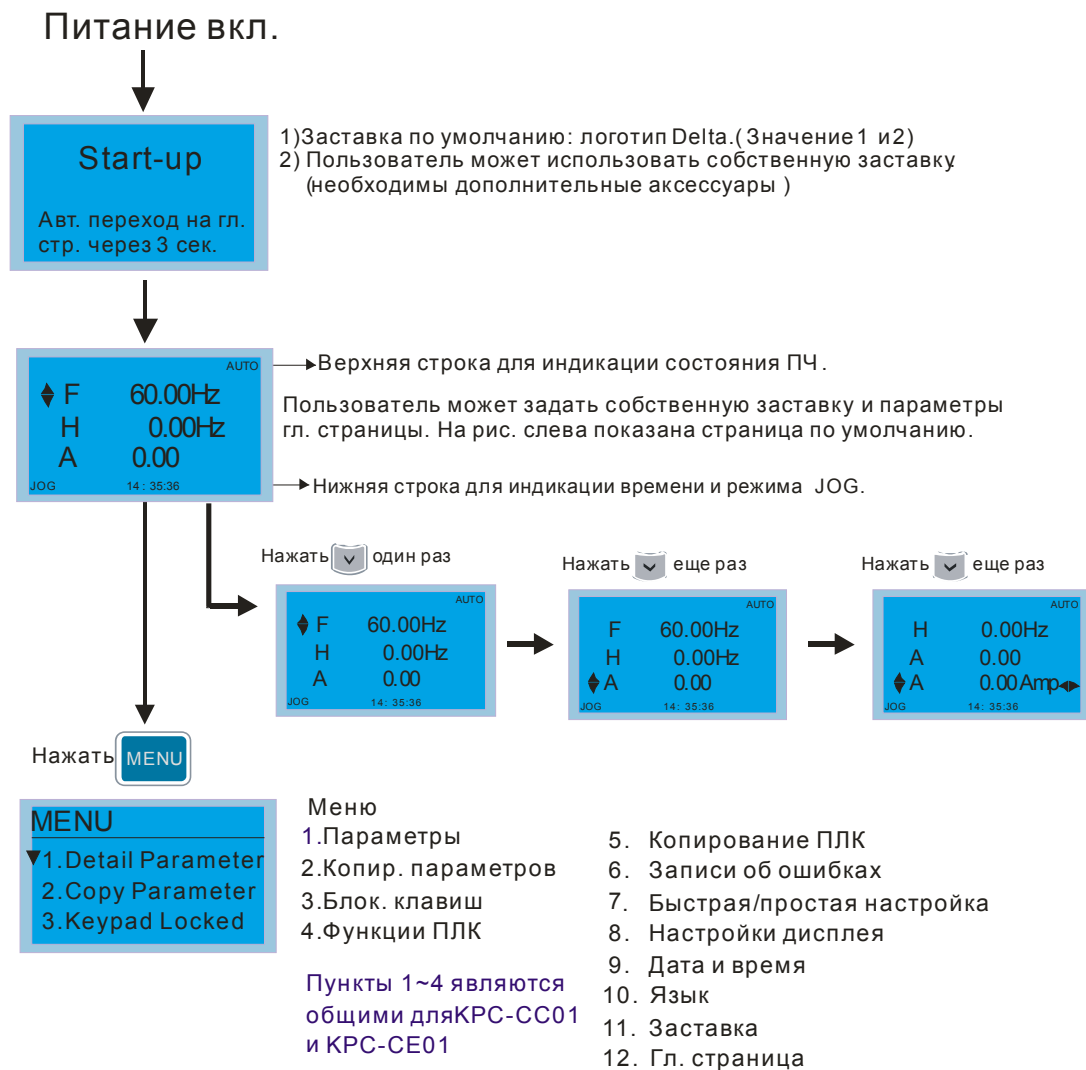 Питание вкл.
Start-up
Авт. переход на гл.
стр. через 3 сек.
1)Заставка по умолчанию: логотип Delta.(Значение 1 и2)
2) Пользователь может использовать собственную заставку
(необходимы дополнительные аксессуары )
AUTO
F 60.00Hz
H 0.00Hz
A 0.00
JOG 14 : 35:36
Верхняя строка для индикации состояния ПЧ .
Пользователь может задать собственную заставку и параметры
гл. страницы. На рис. слева показана страница по умолчанию.
Нижняя строка для индикации времени и режима JOG.
Нажать один раз
AUTO
F 60.00Hz
H 0.00Hz
A 0.00
JOG 14: 35:36
Нажать еще раз
AUTO
F 60.00Hz
H 0.00Hz
A 0.00
JOG 14: 35:36
Нажать еще раз
AUTO
H 0.00Hz
A 0.00
A 0.00 Amp
JOG 14: 35:36
Нажать MENU
MENU
1.Detail Parameter
2.Copy Parameter
3.Keypad Locked
Меню
1.Параметры
2.Копир. параметров
3.Блок. клавиш
4.Функции ПЛК
Пункты 1~4 являются
общими дляKPC-CC01
и KPC-CE01
5. Копирование ПЛК
6. Записи об ошибках
7. Быстрая/простая настройка
8. Настройки дисплея
9. Дата и время
10. Язык
11. Заставка
12. Гл. страница